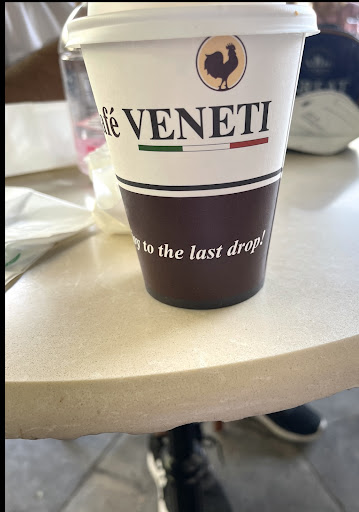 afé VENETI
to the last drop!